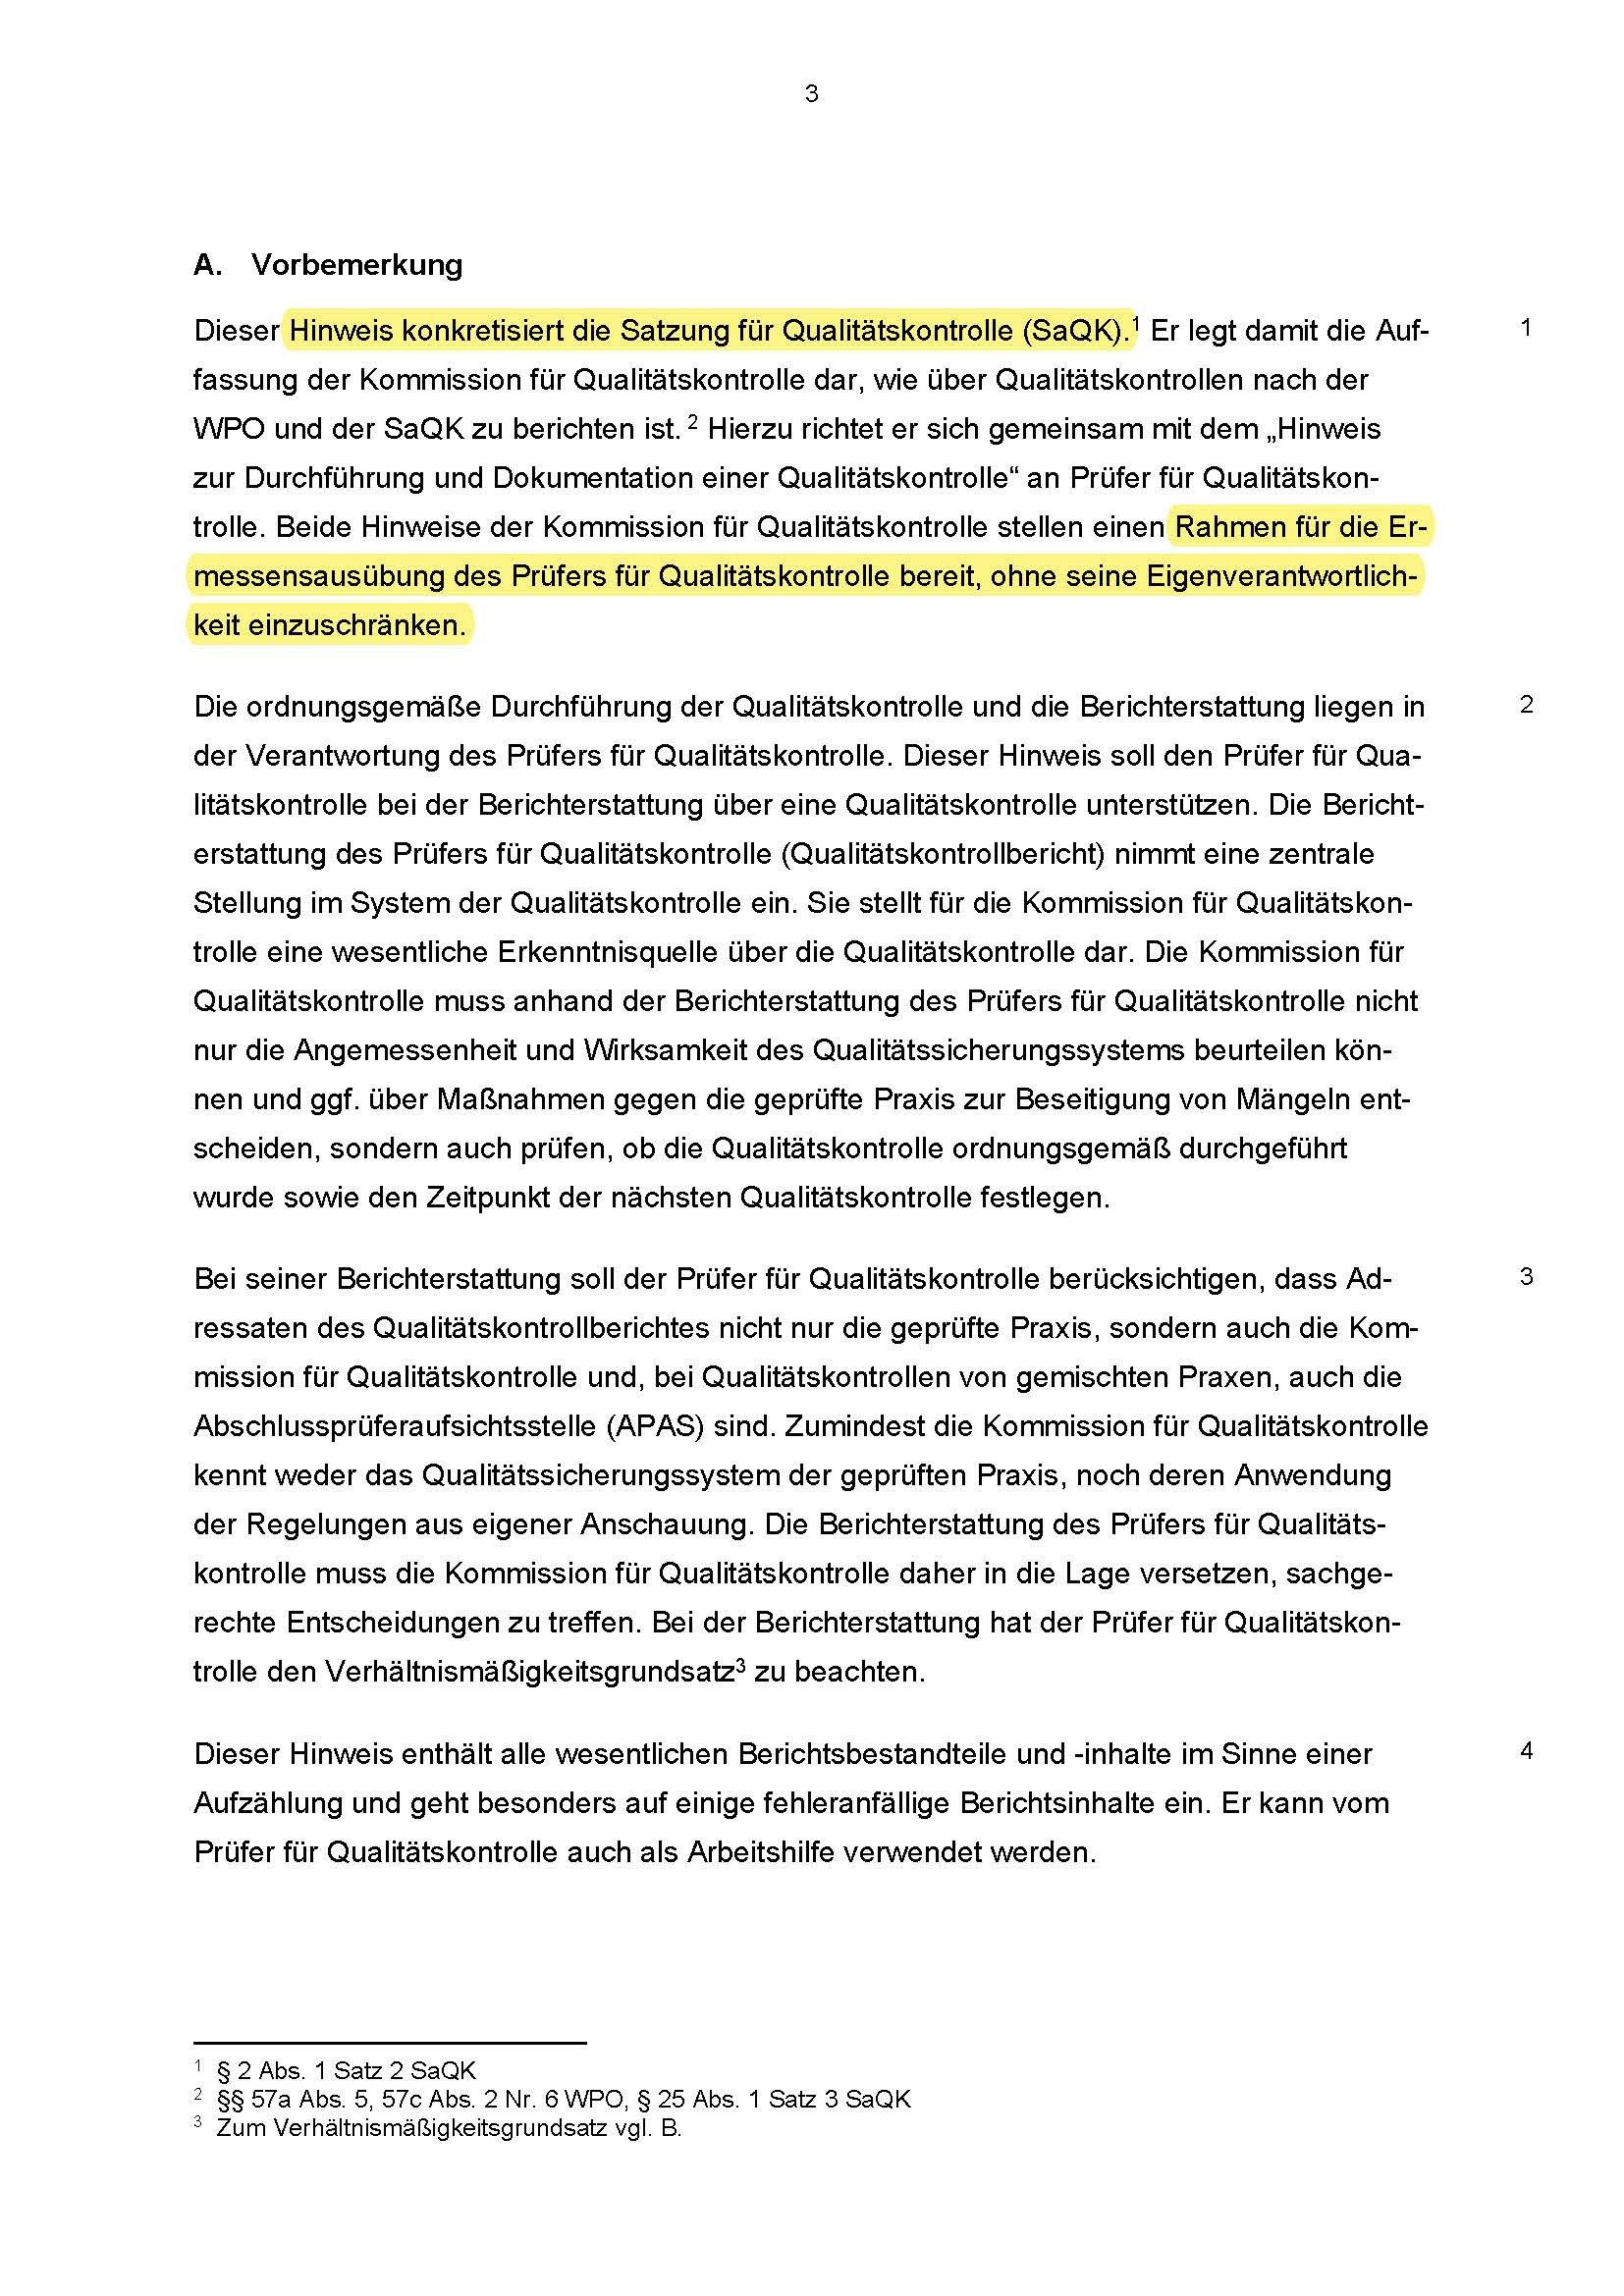 3
A. Vorbemerkung
Dieser Hinweis konkretisiert die Satzung für Qualitätskontrolle (SaQK).¹ Er legt damit die Auf- 1
fassung der Kommission für Qualitätskontrolle dar, wie über Qualitätskontrollen nach der
WPO und der SaQK zu berichten ist. ² Hierzu richtet er sich gemeinsam mit dem „Hinweis
zur Durchführung und Dokumentation einer Qualitätskontrolle“ an Prüfer für Qualitätskon-
trolle. Beide Hinweise der Kommission für Qualitätskontrolle stellen einen Rahmen für die Er-
messensausübung des Prüfers für Qualitätskontrolle bereit, ohne seine Eigenverantwortlich-
keit einzuschränken.
Die ordnungsgemäße Durchführung der Qualitätskontrolle und die Berichterstattung liegen in 2
der Verantwortung des Prüfers für Qualitätskontrolle. Dieser Hinweis soll den Prüfer für Qua-
litätskontrolle bei der Berichterstattung über eine Qualitätskontrolle unterstützen. Die Bericht-
erstattung des Prüfers für Qualitätskontrolle (Qualitätskontrollbericht) nimmt eine zentrale
Stellung im System der Qualitätskontrolle ein. Sie stellt für die Kommission für Qualitätskon-
trolle eine wesentliche Erkenntnisquelle über die Qualitätskontrolle dar. Die Kommission für
Qualitätskontrolle muss anhand der Berichterstattung des Prüfers für Qualitätskontrolle nicht
nur die Angemessenheit und Wirksamkeit des Qualitätssicherungssystems beurteilen kön-
nen und ggf. über Maßnahmen gegen die geprüfte Praxis zur Beseitigung von Mängeln ent-
scheiden, sondern auch prüfen, ob die Qualitätskontrolle ordnungsgemäß durchgeführt
wurde sowie den Zeitpunkt der nächsten Qualitätskontrolle festlegen.
Bei seiner Berichterstattung soll der Prüfer für Qualitätskontrolle berücksichtigen, dass Ad- 3
ressaten des Qualitätskontrollberichtes nicht nur die geprüfte Praxis, sondern auch die Kom-
mission für Qualitätskontrolle und, bei Qualitätskontrollen von gemischten Praxen, auch die
Abschlussprüferaufsichtsstelle (APAS) sind. Zumindest die Kommission für Qualitätskontrolle
kennt weder das Qualitätssicherungssystem der geprüften Praxis, noch deren Anwendung
der Regelungen aus eigener Anschauung. Die Berichterstattung des Prüfers für Qualitäts-
kontrolle muss die Kommission für Qualitätskontrolle daher in die Lage versetzen, sachge-
rechte Entscheidungen zu treffen. Bei der Berichterstattung hat der Prüfer für Qualitätskon-
trolle den Verhältnismäßigkeitsgrundsatz³ zu beachten.
Dieser Hinweis enthält alle wesentlichen Berichtsbestandteile und -inhalte im Sinne einer 4
Aufzählung und geht besonders auf einige fehleranfällige Berichtsinhalte ein. Er kann vom
Prüfer für Qualitätskontrolle auch als Arbeitshilfe verwendet werden.
¹ § 2 Abs. 1 Satz 2 SaQK
² §§ 57a Abs. 5, 57c Abs. 2 Nr. 6 WPO, § 25 Abs. 1 Satz 3 SaQK
³ Zum Verhältnismäßigkeitsgrundsatz vgl. B.